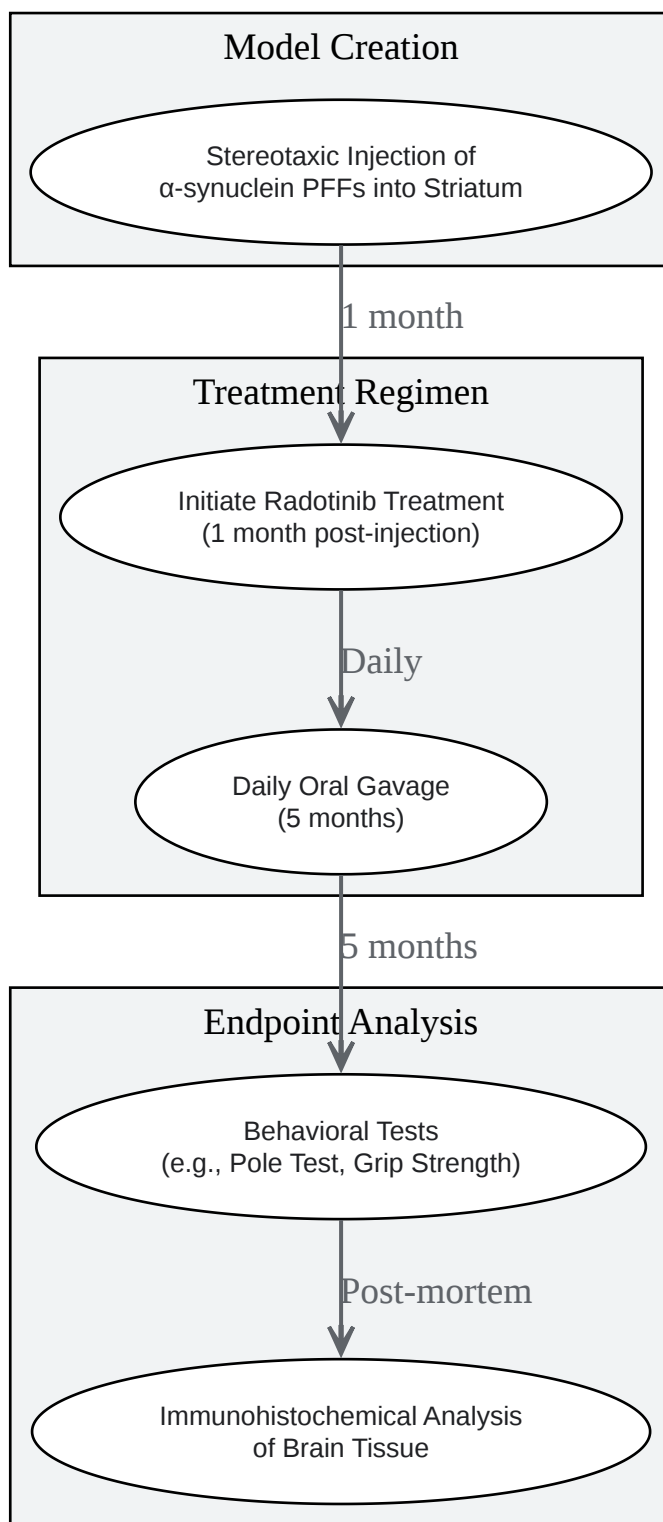 Model Creation
Stereotaxic Injection of
α-synuclein PFFs into Striatum
1 month
Treatment Regimen
Initiate Radotinib Treatment
(1 month post-injection)
Daily
Daily Oral Gavage
(5 months)
5 months
Endpoint Analysis
Behavioral Tests
(e.g., Pole Test, Grip Strength)
Post-mortem
Immunohistochemical Analysis
of Brain Tissue